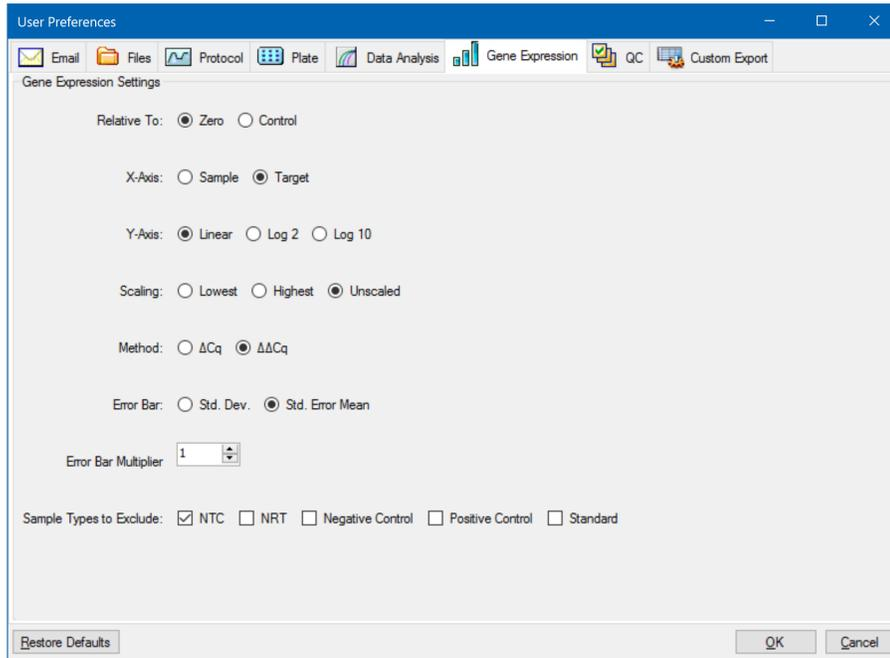 User Preferences
Email Files Protocol Plate Data Analysis Gene Expression QC Custom Export
Gene Expression Settings
Relative To: Zero Control
X-Axis: Sample Target
Y-Axis: Linear Log 2 Log 10
Scaling: Lowest Highest Unscaled
Method: ΔCq ΔΔCq
Error Bar: Std. Dev. Std. Error Mean
Error Bar Multiplier 1
Sample Types to Exclude: NTC NRT Negative Control Positive Control Standard
Restore Defaults OK Cancel